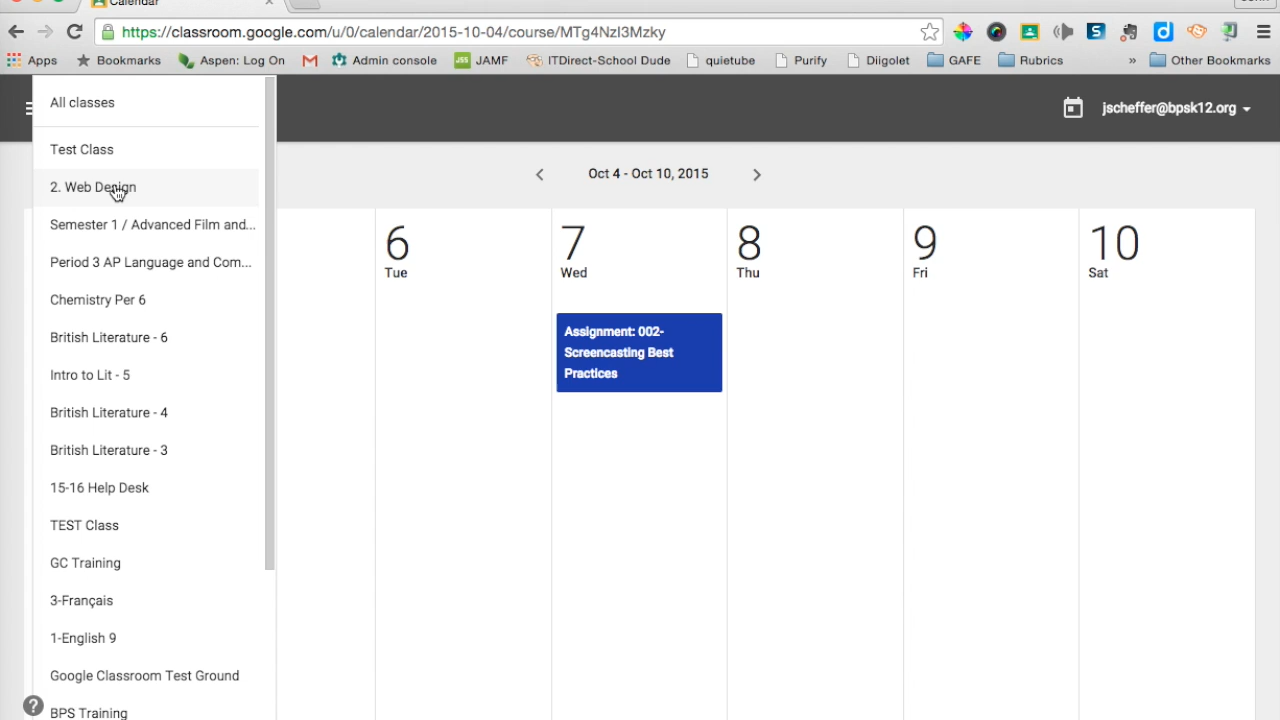 Calendar
https://classroom.google.com/u/0/calendar/2015-10-04/course/MTg4NzI3Mzky
Apps Bookmarks Aspen: Log On Admin console JSS JAMF ITDirect-School Dude quietube Purify Diigolet GAFE Rubrics » Other Bookmarks
All classes
jscheffer@bpsk12.org
Test Class
Oct 4 - Oct 10, 2015
2. Web Design
Semester 1 / Advanced Film and...
Period 3 AP Language and Com...
Chemistry Per 6
British Literature - 6
Intro to Lit - 5
British Literature - 4
British Literature - 3
15-16 Help Desk
TEST Class
GC Training
3-Français
1-English 9
Google Classroom Test Ground
BPS Training
?
6
Tue
7
Wed
Assignment: 002-
Screencasting Best
Practices
8
Thu
9
Fri
10
Sat